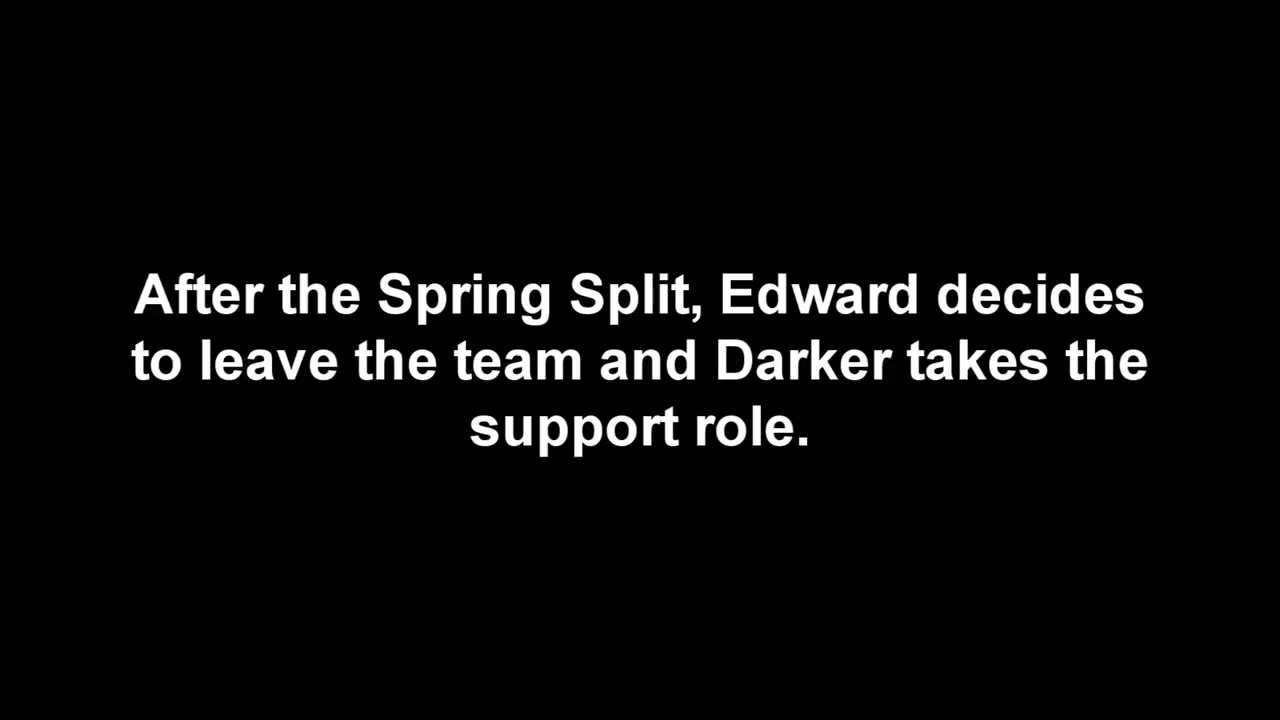 After the Spring Split, Edward decides
to leave the team and Darker takes the
support role.